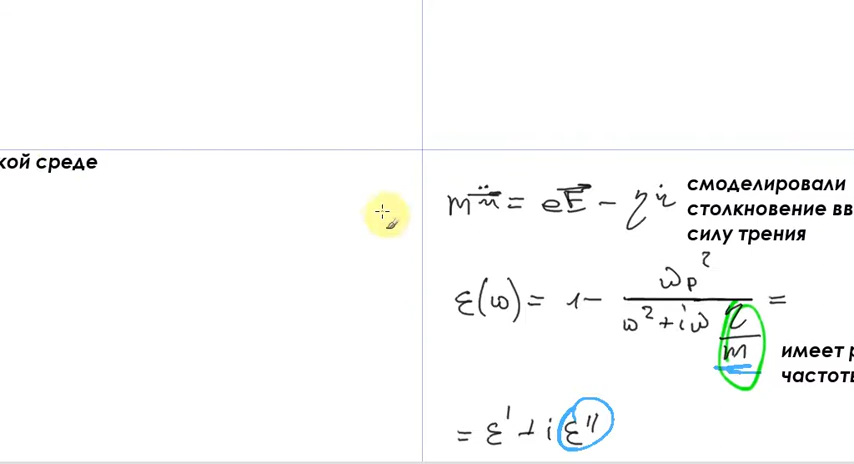 кой среде
m r̈ = eE⃗ − η ṙ
смоделировали
столкновение вв
силу трения
ε(ω) = 1 − ωp² / (ω² + iω η/m) =
имеет р
частоты
= ε' + i ε''